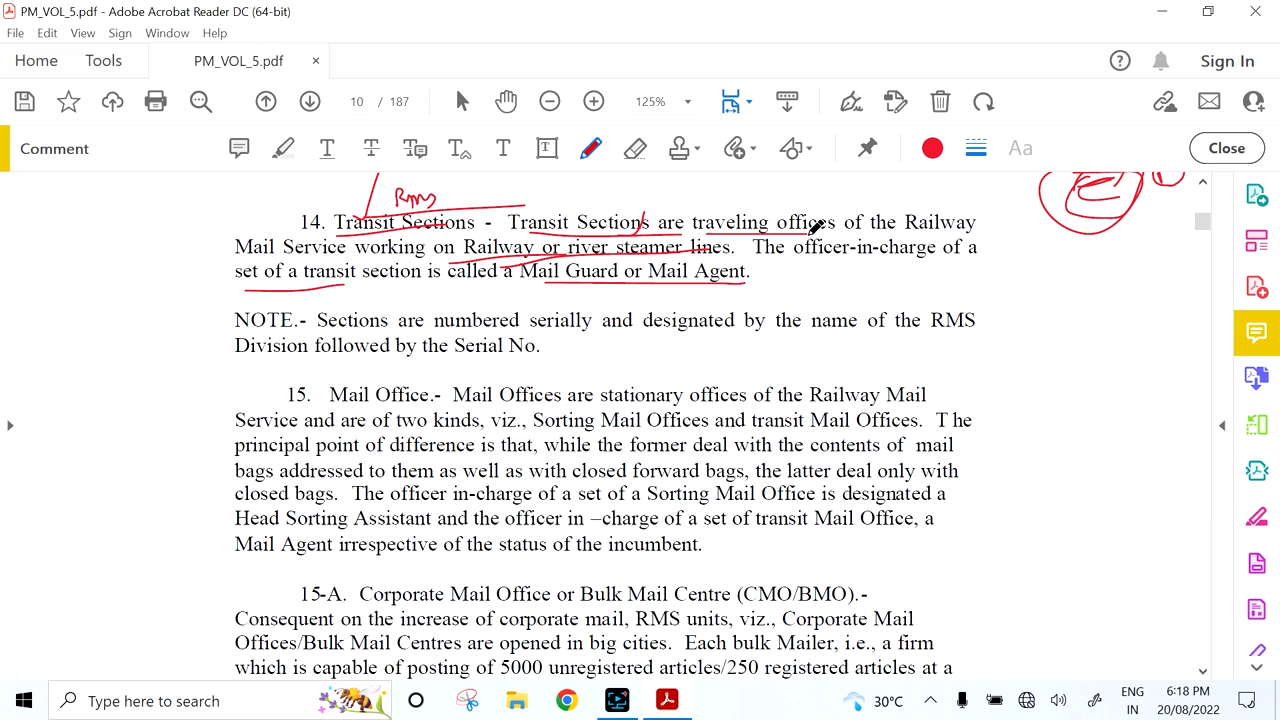 PM_VOL_5.pdf - Adobe Acrobat Reader DC (64-bit)
File Edit View Sign Window Help
Home Tools PM_VOL_5.pdf × Sign In
10 / 187 125%
Comment Aa Close
Rms
14. Transit Sections - Transit Sections are traveling offices of the Railway
Mail Service working on Railway or river steamer lines. The officer-in-charge of a
set of a transit section is called a Mail Guard or Mail Agent.
NOTE.- Sections are numbered serially and designated by the name of the RMS
Division followed by the Serial No.
15. Mail Office.- Mail Offices are stationary offices of the Railway Mail
Service and are of two kinds, viz., Sorting Mail Offices and transit Mail Offices. T he
principal point of difference is that, while the former deal with the contents of mail
bags addressed to them as well as with closed forward bags, the latter deal only with
closed bags. The officer in-charge of a set of a Sorting Mail Office is designated a
Head Sorting Assistant and the officer in –charge of a set of transit Mail Office, a
Mail Agent irrespective of the status of the incumbent.
15-A. Corporate Mail Office or Bulk Mail Centre (CMO/BMO).-
Consequent on the increase of corporate mail, RMS units, viz., Corporate Mail
Offices/Bulk Mail Centres are opened in big cities. Each bulk Mailer, i.e., a firm
which is capable of posting of 5000 unregistered articles/250 registered articles at a
Type here to search 30°C ENG 6:18 PM
IN 20/08/2022